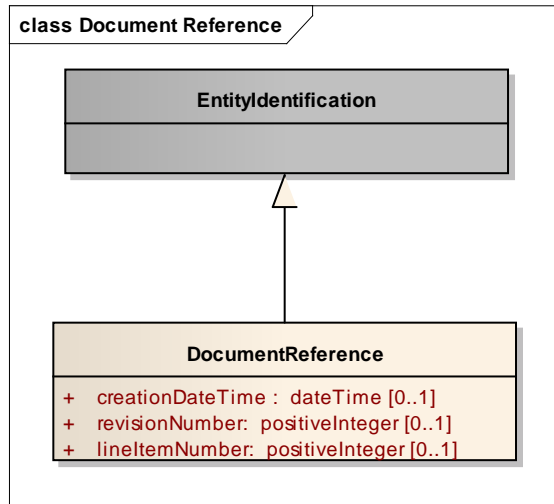 class Document Reference
EntityIdentification
DocumentReference
+ creationDateTime : dateTime [0..1]
+ revisionNumber: positiveInteger [0..1]
+ lineItemNumber: positiveInteger [0..1]